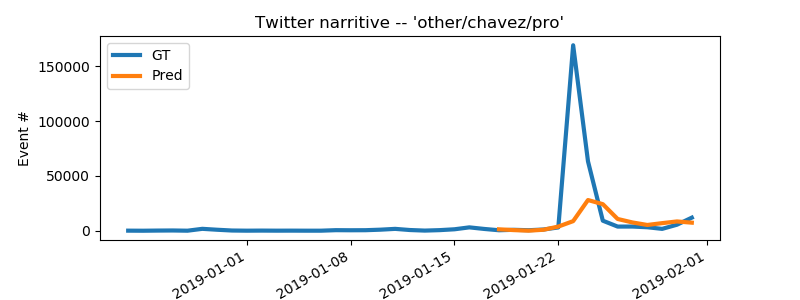 Twitter narritive -- 'other/chavez/pro'
GT
Pred
Event #
150000
100000
50000
0
2019-01-01
2019-01-08
2019-01-15
2019-01-22
2019-02-01